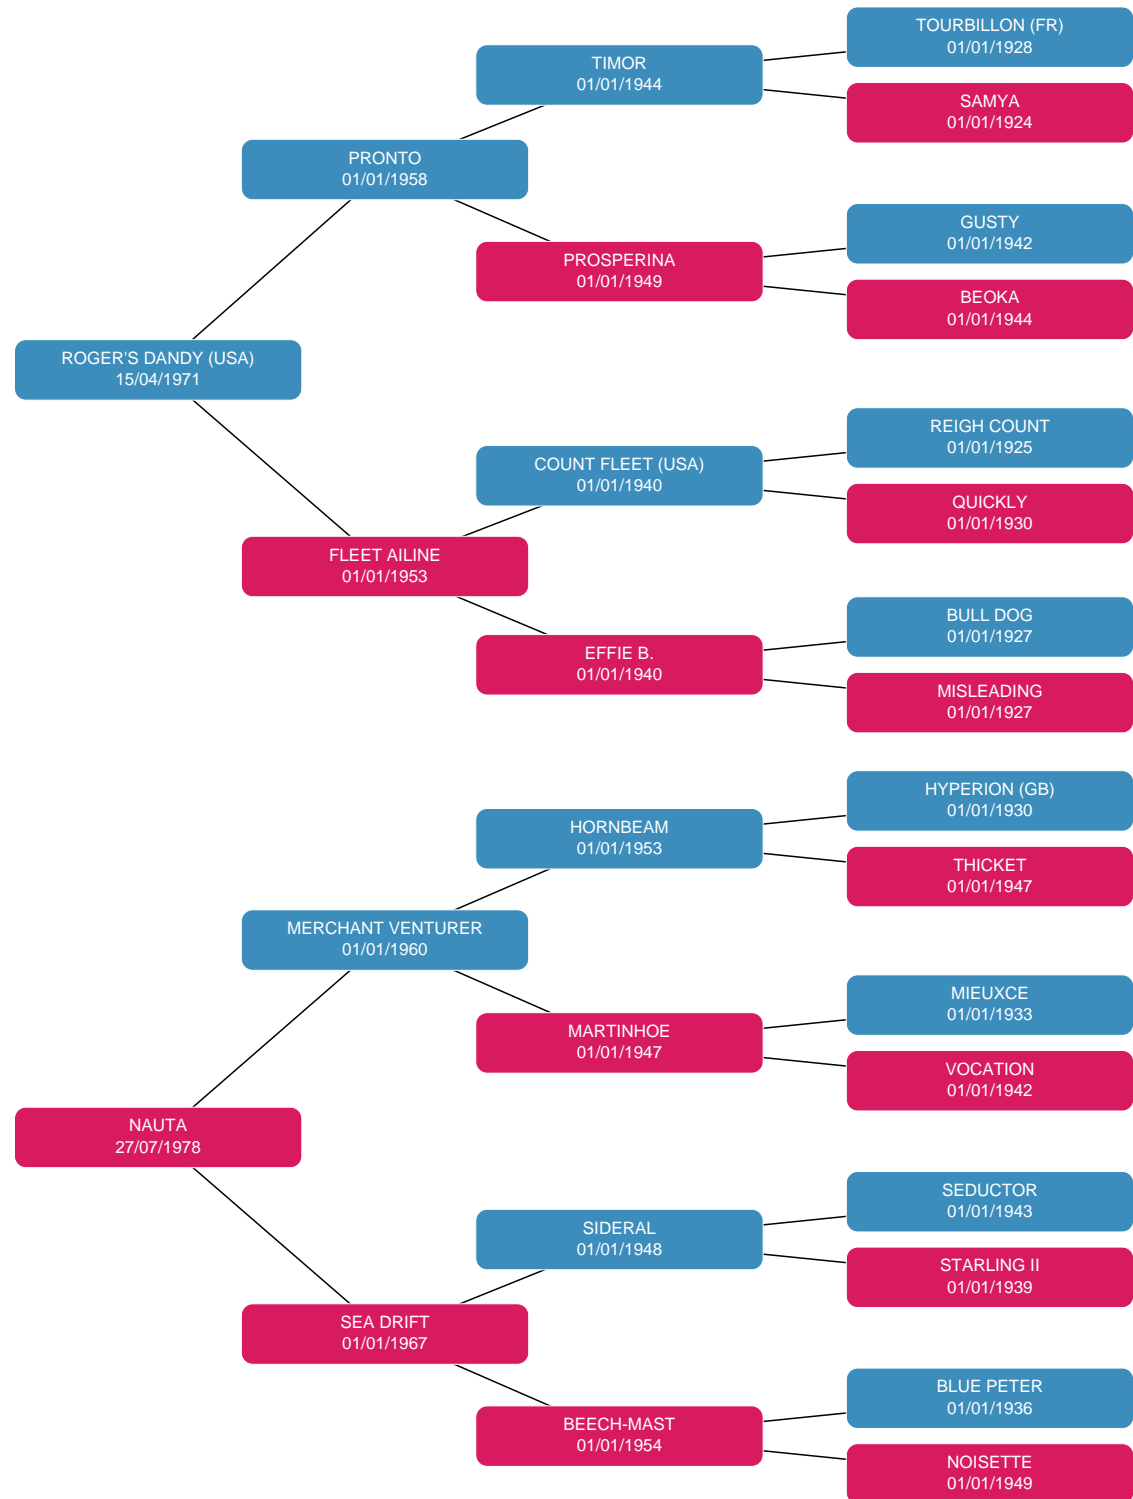 TOURBILLON (FR)
01/01/1928
TIMOR
01/01/1944
SAMYA
01/01/1924
PRONTO
01/01/1958
GUSTY
01/01/1942
PROSPERINA
01/01/1949
BEOKA
01/01/1944
ROGER'S DANDY (USA)
15/04/1971
REIGH COUNT
01/01/1925
COUNT FLEET (USA)
01/01/1940
QUICKLY
01/01/1930
FLEET AILINE
01/01/1953
BULL DOG
01/01/1927
EFFIE B.
01/01/1940
MISLEADING
01/01/1927
HYPERION (GB)
01/01/1930
HORNBEAM
01/01/1953
THICKET
01/01/1947
MERCHANT VENTURER
01/01/1960
MIEUXCE
01/01/1933
MARTINHOE
01/01/1947
VOCATION
01/01/1942
NAUTA
27/07/1978
SEDUCTOR
01/01/1943
SIDERAL
01/01/1948
STARLING II
01/01/1939
SEA DRIFT
01/01/1967
BLUE PETER
01/01/1936
BEECH-MAST
01/01/1954
NOISETTE
01/01/1949